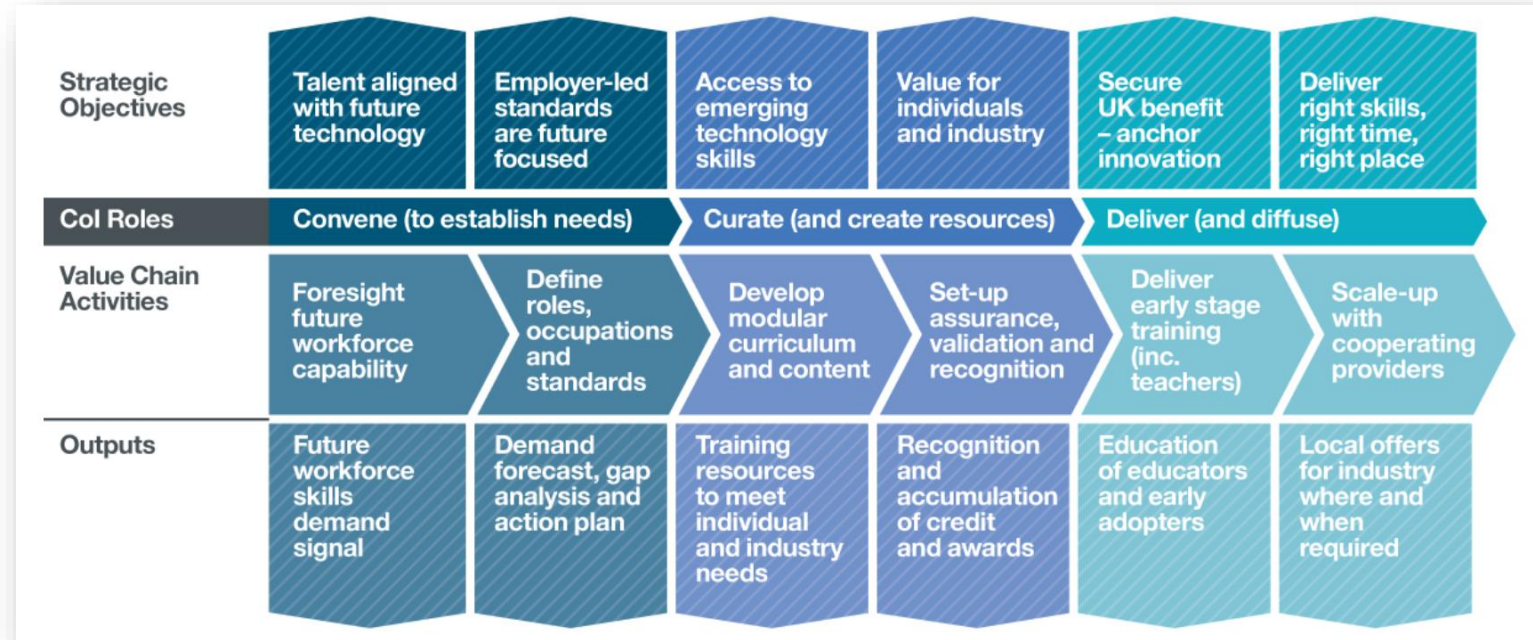 Strategic
Objectives
Talent aligned
with future
technology
Employer-led
standards
are future
focused
Access to
emerging
technology
skills
Value for
individuals
and industry
Secure
UK benefit
– anchor
innovation
Deliver
right skills,
right time,
right place
CoI Roles
Convene (to establish needs)
Curate (and create resources)
Deliver (and diffuse)
Value Chain
Activities
Foresight
future
workforce
capability
Define
roles,
occupations
and
standards
Develop
modular
curriculum
and content
Set-up
assurance,
validation and
recognition
Deliver
early stage
training
(inc.
teachers)
Scale-up
with
cooperating
providers
Outputs
Future
workforce
skills
demand
signal
Demand
forecast, gap
analysis and
action plan
Training
resources
to meet
individual
and industry
needs
Recognition
and
accumulation
of credit
and awards
Education
of educators
and early
adopters
Local offers
for industry
where and
when
required